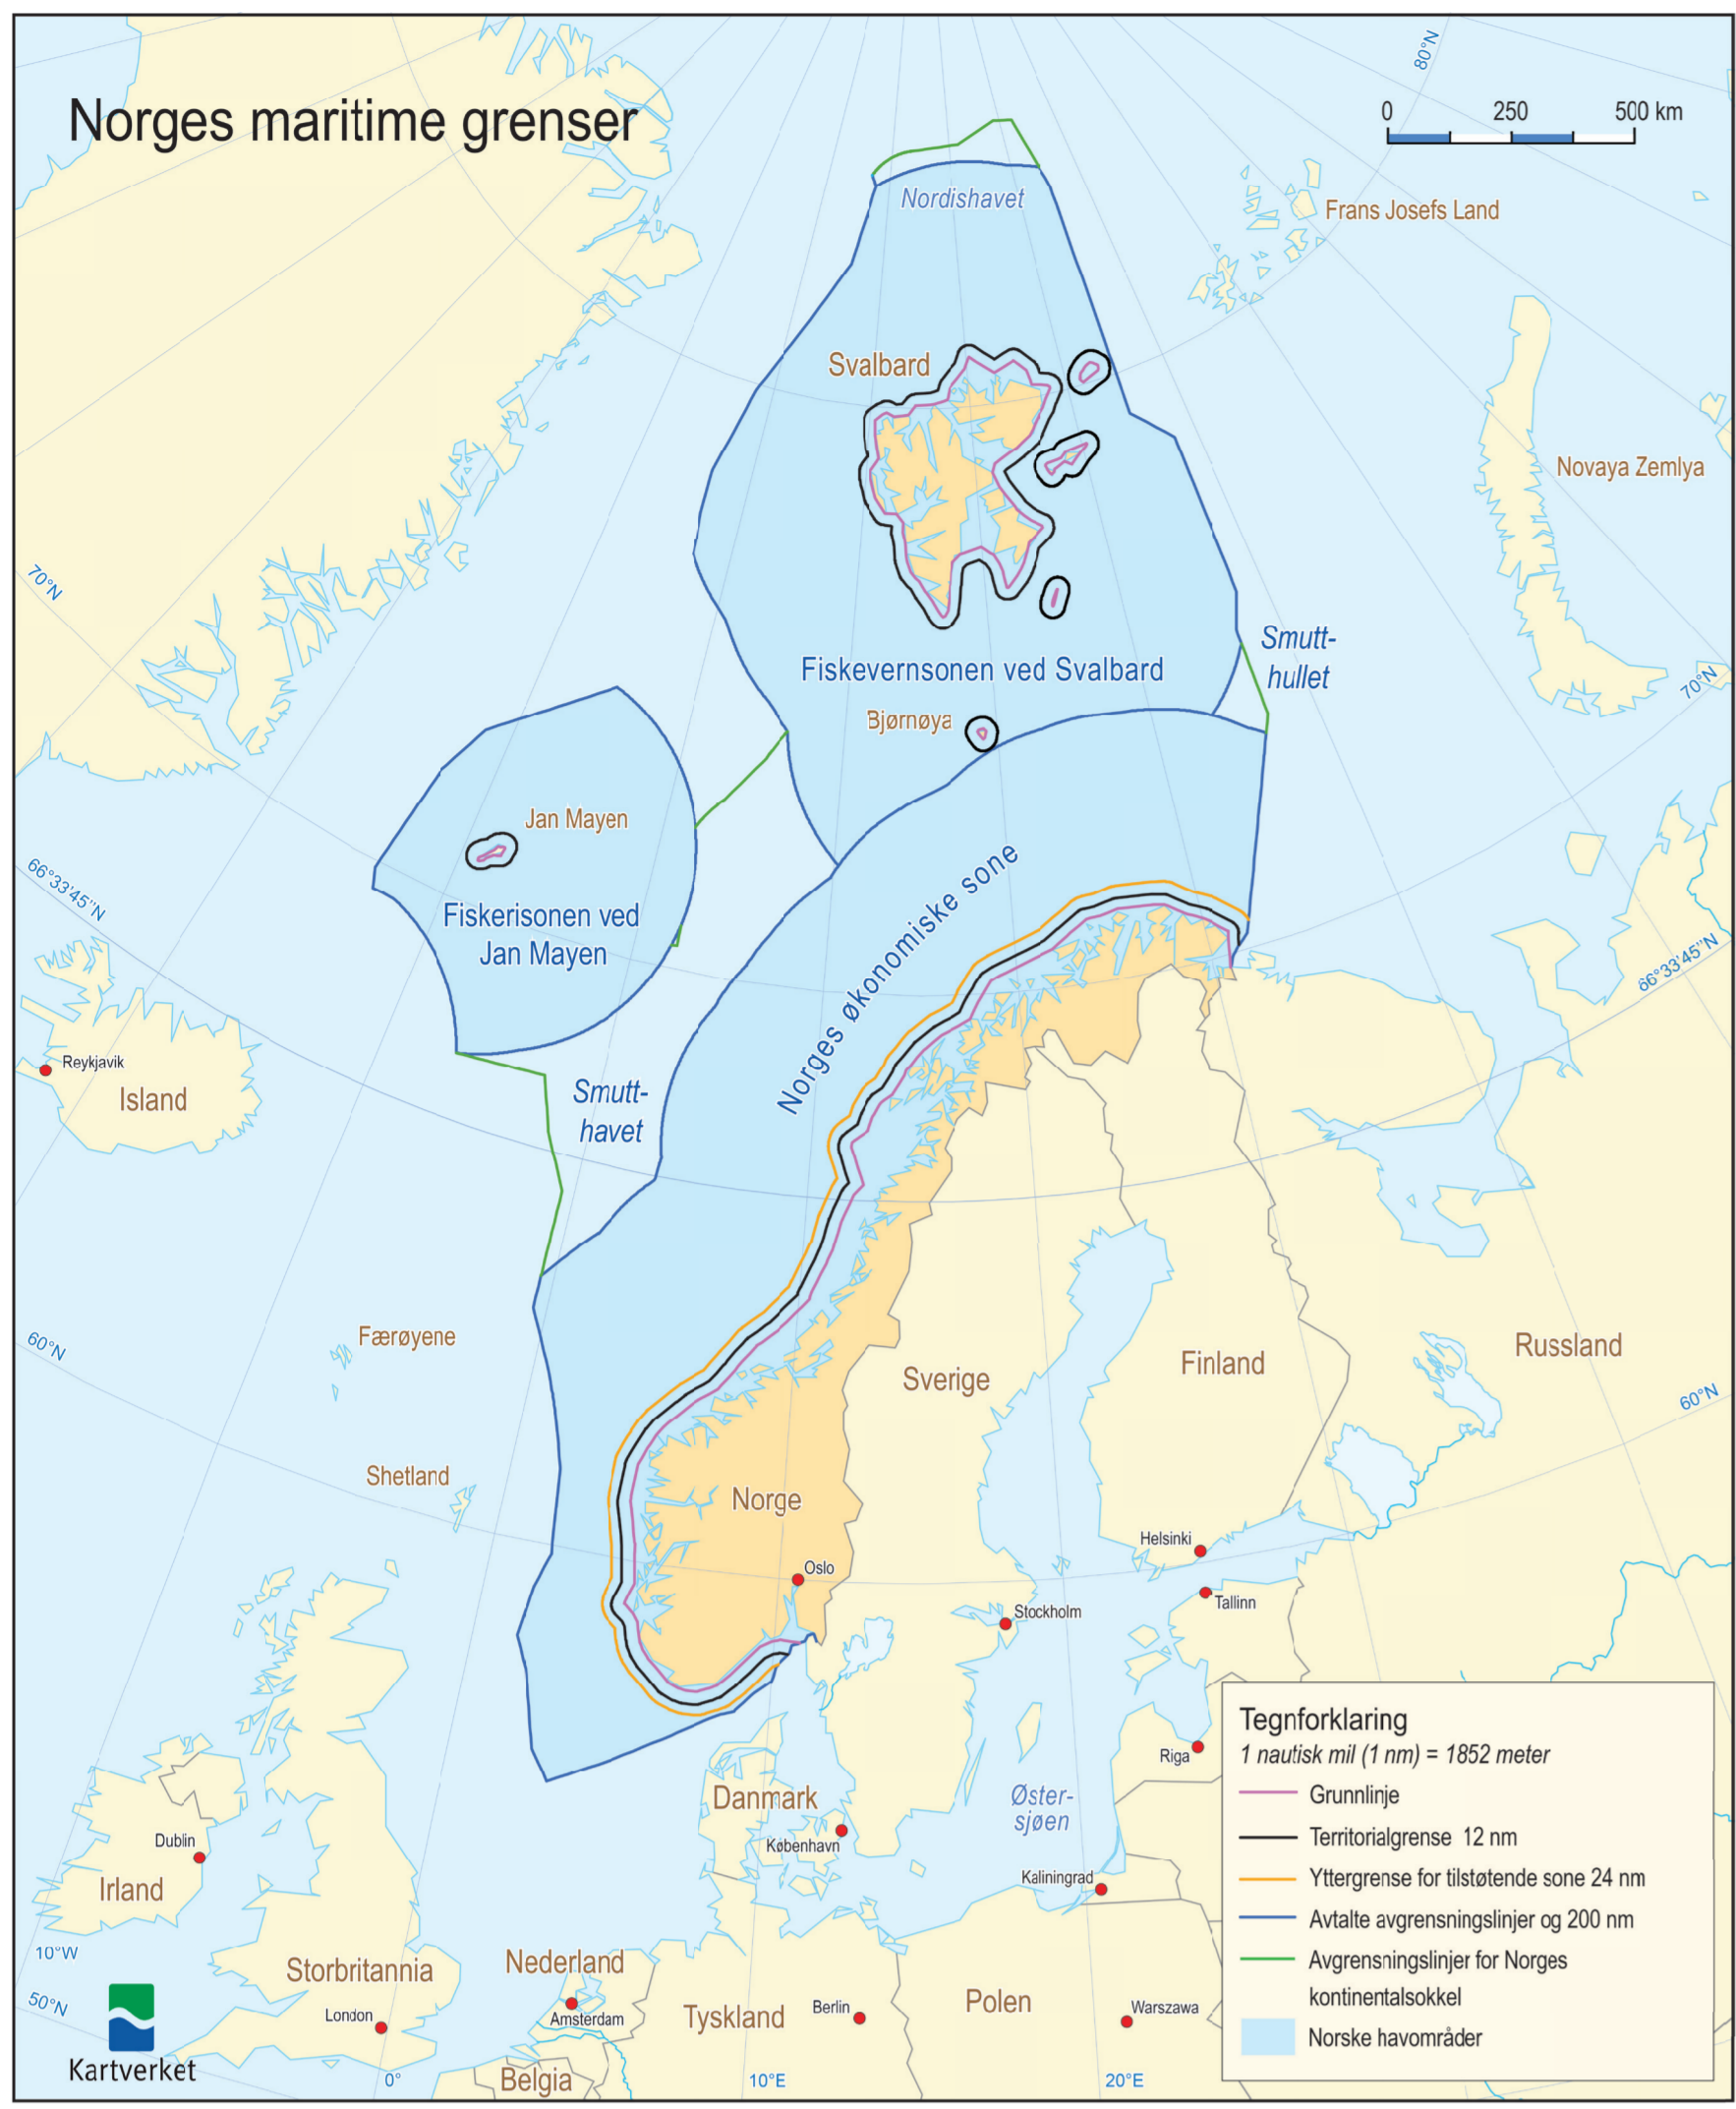 Norges maritime grenser
80°N
0 250 500 km
Nordishavet
Frans Josefs Land
Svalbard
Novaya Zemlya
70°N
Smutt-
hullet
Fiskevernsonen ved Svalbard
70°N
Bjørnøya
Jan Mayen
66°33'45"N
Fiskerisonen ved
Jan Mayen
Norges økonomiske sone
66°33'45"N
Reykjavik
Island
Smutt-
havet
Færøyene
60°N
Sverige
Finland
Russland
60°N
Shetland
Norge
Helsinki
Oslo
Tallinn
Stockholm
Riga
Danmark
Øster-
sjøen
København
Dublin
Kaliningrad
Irland
10°W
Storbritannia
Nederland
50°N
London
Amsterdam
Tyskland
Berlin
Polen
Warszawa
Kartverket
0°
Belgia
10°E
20°E
Tegnforklaring
1 nautisk mil (1 nm) = 1852 meter
Grunnlinje
Territorialgrense 12 nm
Yttergrense for tilstøtende sone 24 nm
Avtalte avgrensningslinjer og 200 nm
Avgrensningslinjer for Norges
kontinentalsokkel
Norske havområder